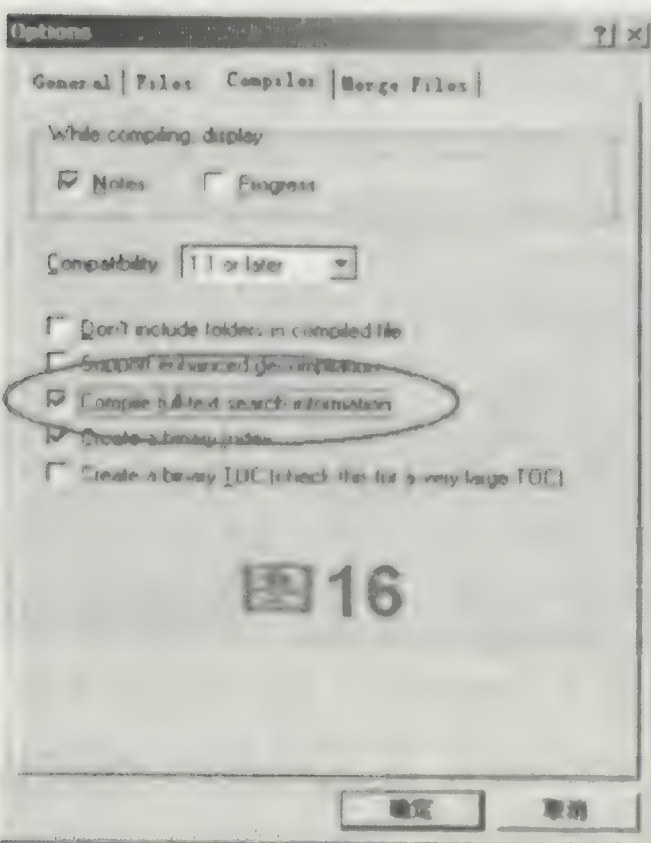 Options
General Files Compiler Merge Files
While compiling, display
Notes Progress
Compatibility 1.1 or later
Don't include folders in compiled file
Support enhanced decompilation
Compile full-text search information
Create a binary index
Create a binary TOC (check this for a very large TOC)
图 16
确定 取消